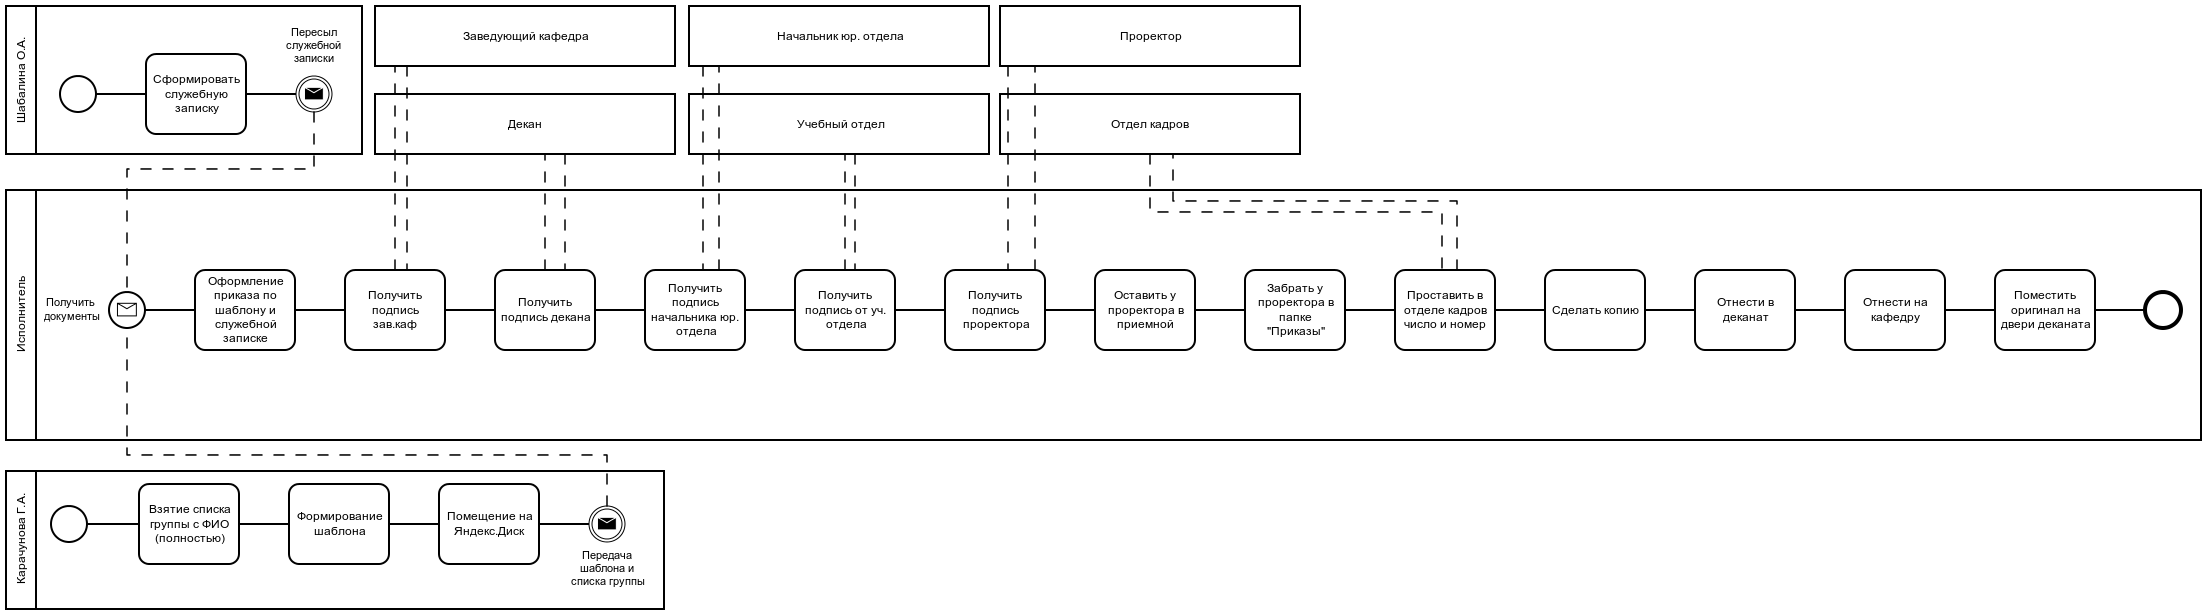 Шабалина О.А.
Сформировать
служебную
записку
Пересыл
служебной
записки
Заведующий кафедра
Начальник юр. отдела
Проректор
Декан
Учебный отдел
Отдел кадров
Исполнитель
Получить
документы
Оформление
приказа по
шаблону и
служебной
записке
Получить
подпись
зав.каф
Получить
подпись декана
Получить
подпись
начальника юр.
отдела
Получить
подпись от уч.
отдела
Получить
подпись
проректора
Оставить у
проректора в
приемной
Забрать у
проректора в
папке
"Приказы"
Проставить в
отделе кадров
число и номер
Сделать копию
Отнести в
деканат
Отнести на
кафедру
Поместить
оригинал на
двери деканата
Карачунова Г.А.
Взятие списка
группы с ФИО
(полностью)
Формирование
шаблона
Помещение на
Яндекс.Диск
Передача
шаблона и
списка группы